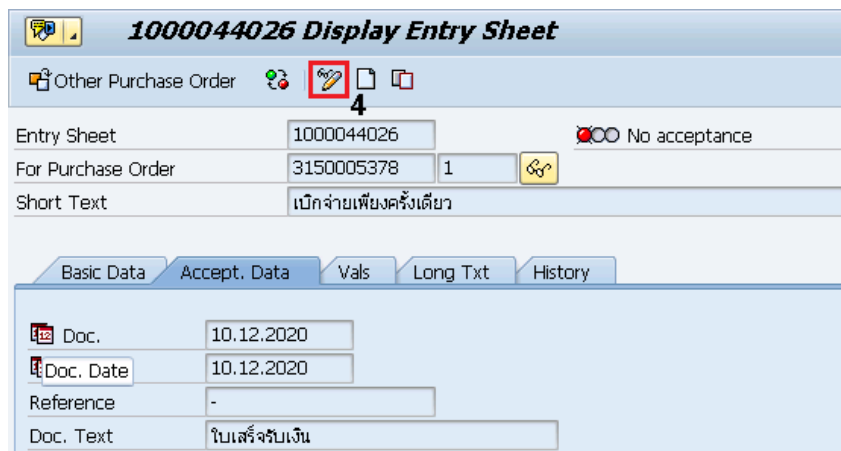 1000044026 Display Entry Sheet
Other Purchase Order
4
Entry Sheet 1000044026 No acceptance
For Purchase Order 3150005378 1
Short Text เบิกจ่ายเพียงครั้งเดียว
Basic Data Accept. Data Vals Long Txt History
Doc. 10.12.2020
Doc. Date 10.12.2020
Reference -
Doc. Text ใบเสร็จรับเงิน